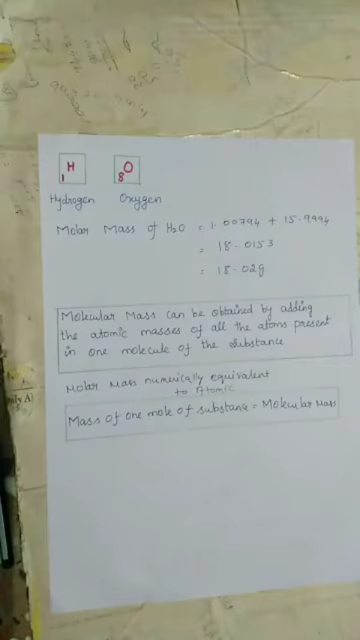 H
1
O
8
Hydrogen Oxygen
Molar Mass of H₂O = 1.00794 + 15.9994
= 18.0153
= 18.02g
Molecular Mass can be obtained by adding
the atomic masses of all the atoms present
in one molecule of the substance
Molar Mass numerically equivalent
to Atomic
Mass of one mole of substance = Molecular Mass